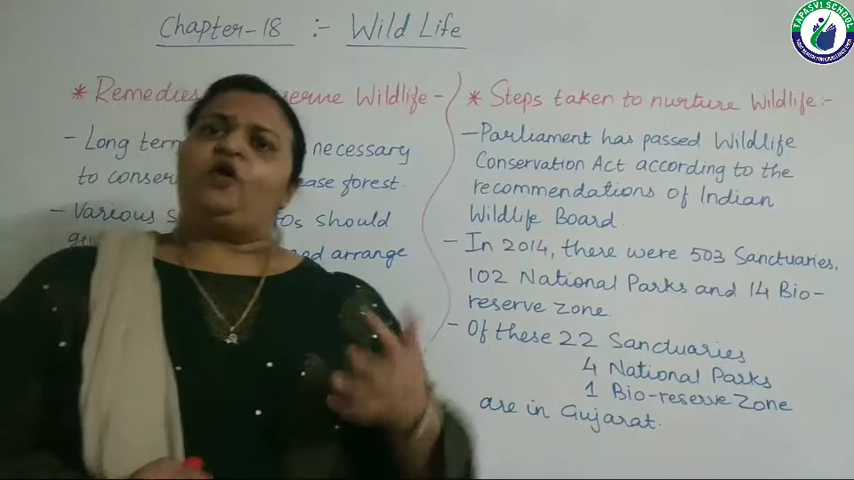 Chapter-18 :- Wild Life
* Remedies serve Wildlife -
- Long term necessary
to conser ease forest.
- Various should
and arrange
* Steps taken to nurture Wildlife :-
- Parliament has passed Wildlife
Conservation Act according to the
recommendations of Indian
Wildlife Board.
- In 2014, there were 503 Sanctuaries,
102 National Parks and 14 Bio-
reserve zone.
- Of these 22 Sanctuaries
4 National Parks
1 Bio-reserve Zone
are in Gujarat.
TAPASVI SCHOOL